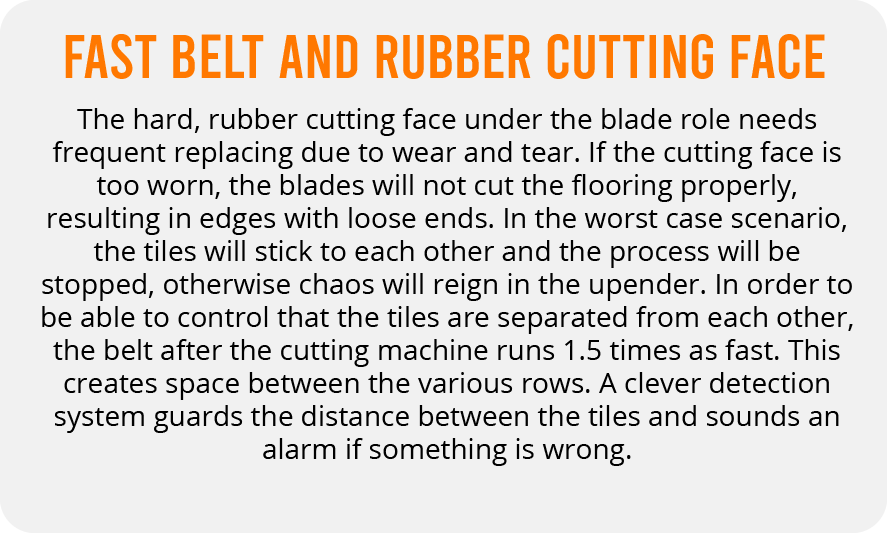 FAST BELT AND RUBBER CUTTING FACE
The hard, rubber cutting face under the blade role needs
frequent replacing due to wear and tear. If the cutting face is
too worn, the blades will not cut the flooring properly,
resulting in edges with loose ends. In the worst case scenario,
the tiles will stick to each other and the process will be
stopped, otherwise chaos will reign in the upender. In order to
be able to control that the tiles are separated from each other,
the belt after the cutting machine runs 1.5 times as fast. This
creates space between the various rows. A clever detection
system guards the distance between the tiles and sounds an
alarm if something is wrong.